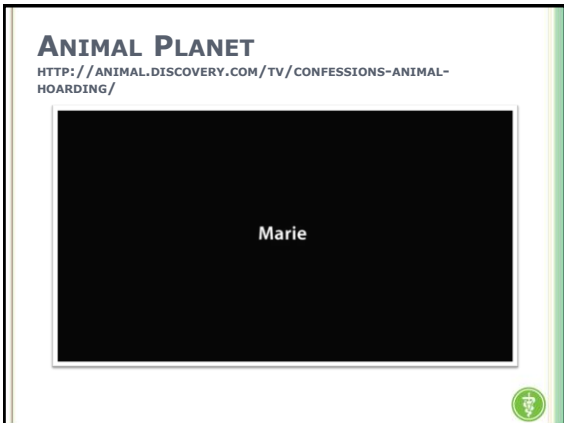 ANIMAL PLANET
HTTP://ANIMAL.DISCOVERY.COM/TV/CONFESSIONS-ANIMAL-
HOARDING/
Marie